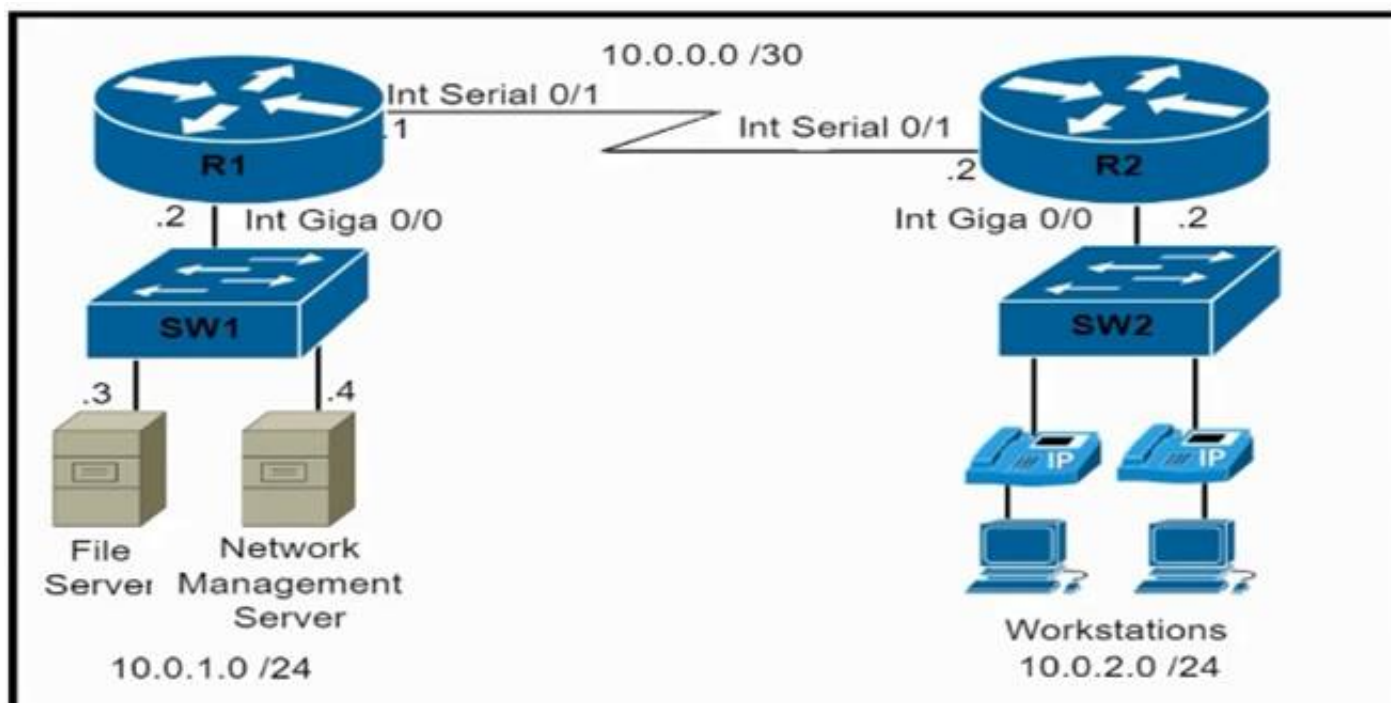 10.0.0.0 /30
Int Serial 0/1
.1
Int Serial 0/1
.2
R1
R2
.2
Int Giga 0/0
Int Giga 0/0
.2
SW1
SW2
.3
.4
IP
IP
File
Server
Network
Management
Server
10.0.1.0 /24
Workstations
10.0.2.0 /24